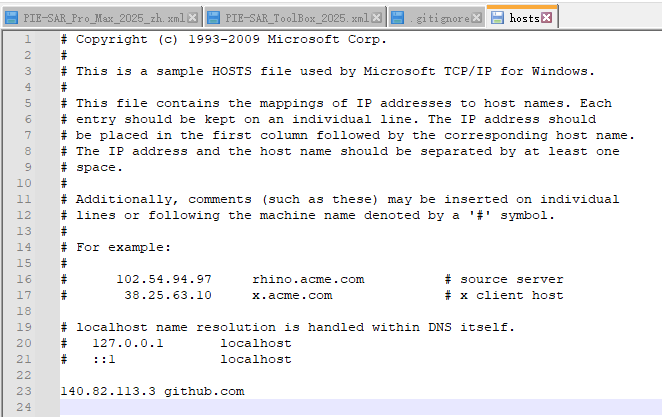 PIE-SAR_Pro_Max_2025_zh.xml PIE-SAR_ToolBox_2025.xml .gitignore hosts
1 # Copyright (c) 1993-2009 Microsoft Corp.
2 #
3 # This is a sample HOSTS file used by Microsoft TCP/IP for Windows.
4 #
5 # This file contains the mappings of IP addresses to host names. Each
6 # entry should be kept on an individual line. The IP address should
7 # be placed in the first column followed by the corresponding host name.
8 # The IP address and the host name should be separated by at least one
9 # space.
10 #
11 # Additionally, comments (such as these) may be inserted on individual
12 # lines or following the machine name denoted by a '#' symbol.
13 #
14 # For example:
15 #
16 #      102.54.94.97     rhino.acme.com          # source server
17 #       38.25.63.10     x.acme.com              # x client host
18
19 # localhost name resolution is handled within DNS itself.
20 #   127.0.0.1       localhost
21 #   ::1             localhost
22
23 140.82.113.3 github.com
24